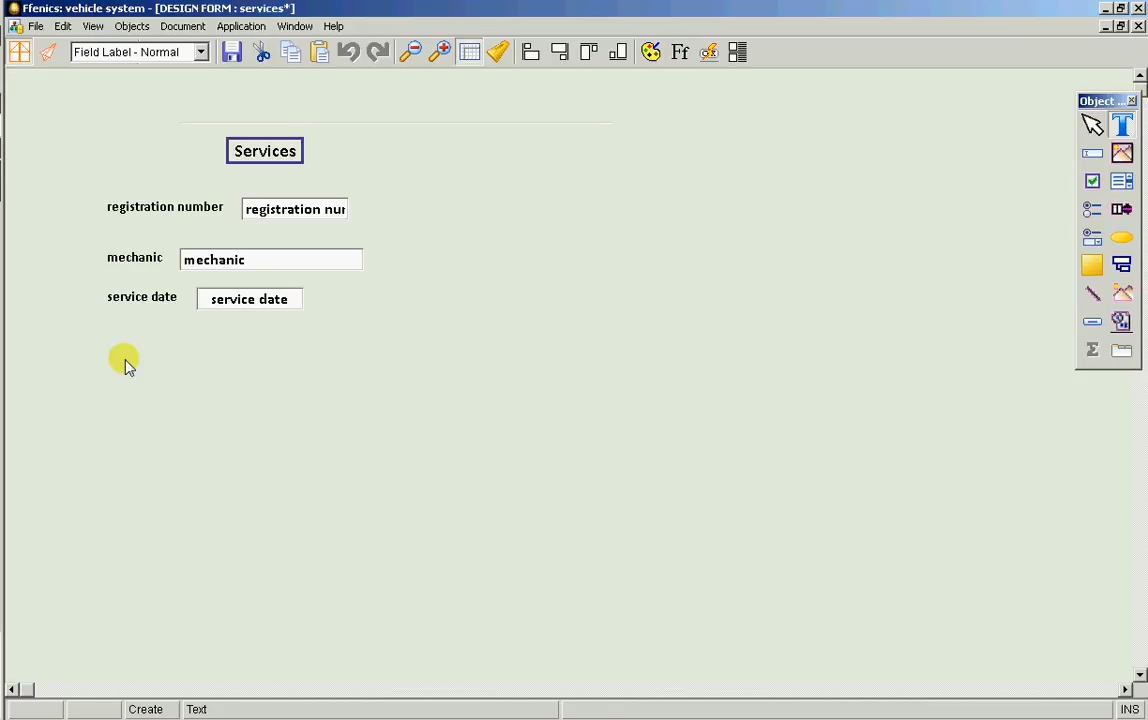 Ffenics: vehicle system - [DESIGN FORM : services*]
File Edit View Objects Document Application Window Help
Field Label - Normal
Ff
Object ...
Services
registration number registration nur
mechanic mechanic
service date service date
Create Text INS